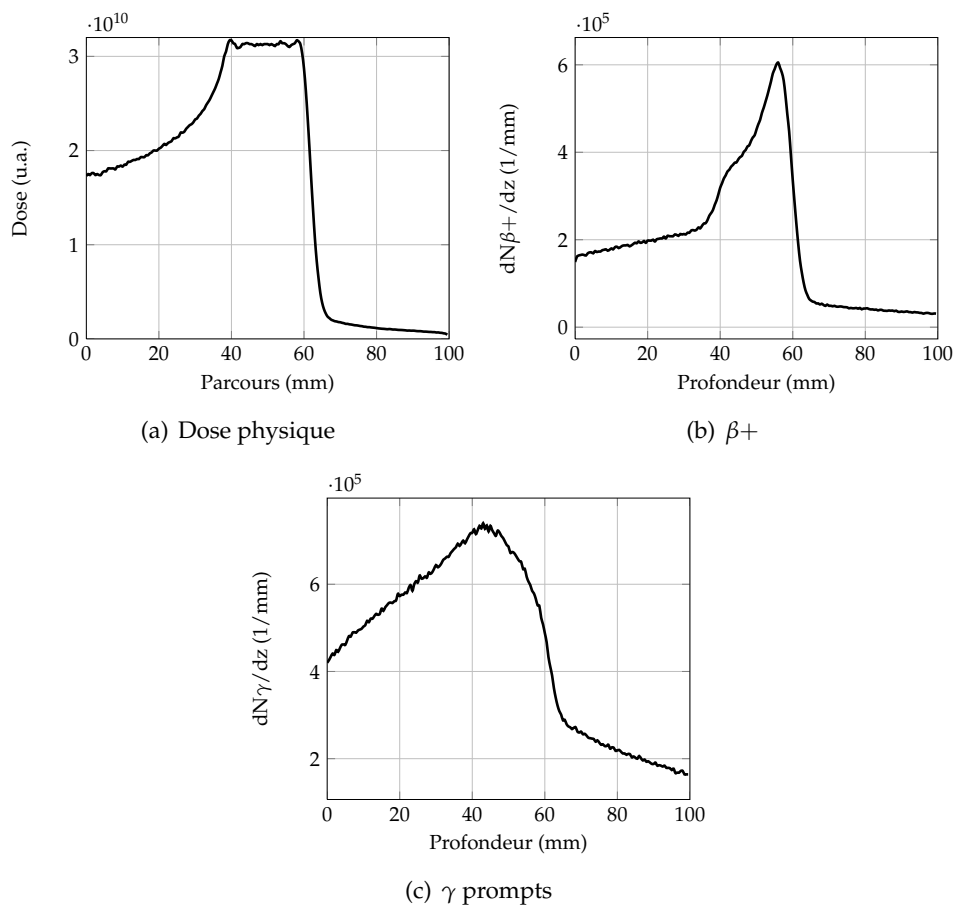 ·10^10
3
2
1
0
Dose (u.a.)
0 20 40 60 80 100
Parcours (mm)
(a) Dose physique
·10^5
6
4
2
0
dNβ+/dz (1/mm)
0 20 40 60 80 100
Profondeur (mm)
(b) β+
·10^5
6
4
2
dNγ/dz (1/mm)
0 20 40 60 80 100
Profondeur (mm)
(c) γ prompts